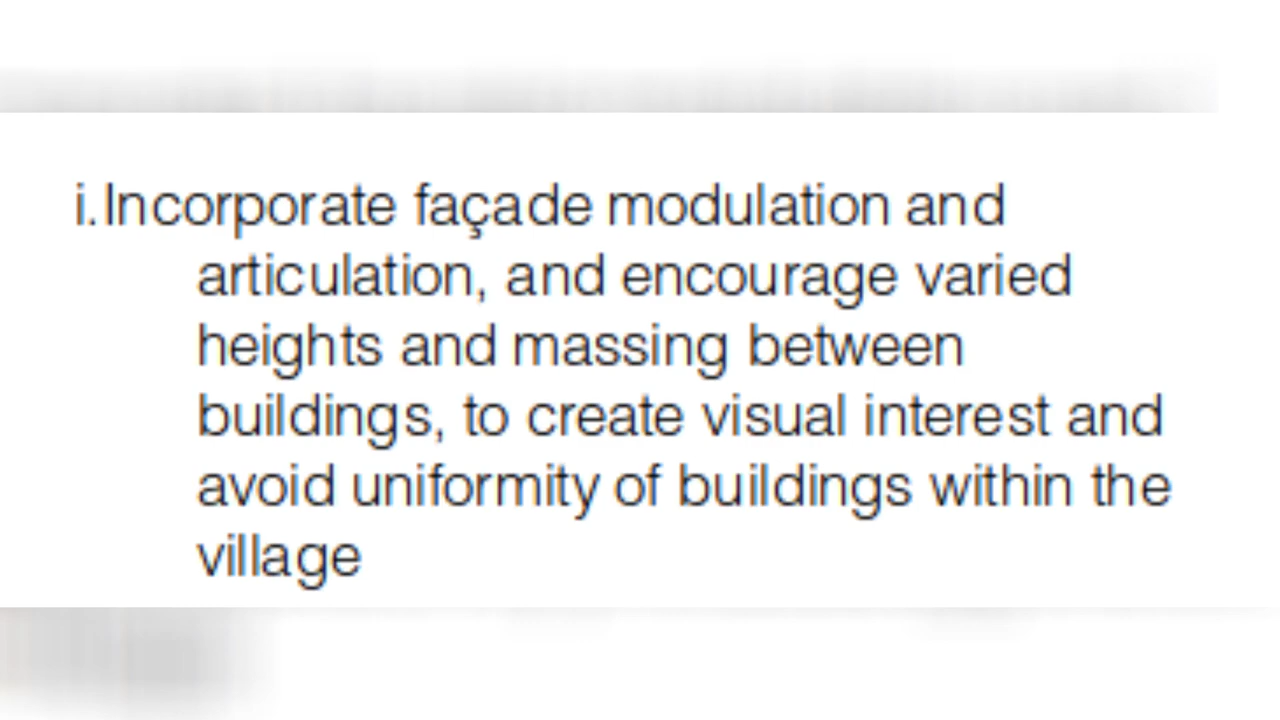 i. Incorporate façade modulation and
articulation, and encourage varied
heights and massing between
buildings, to create visual interest and
avoid uniformity of buildings within the
village